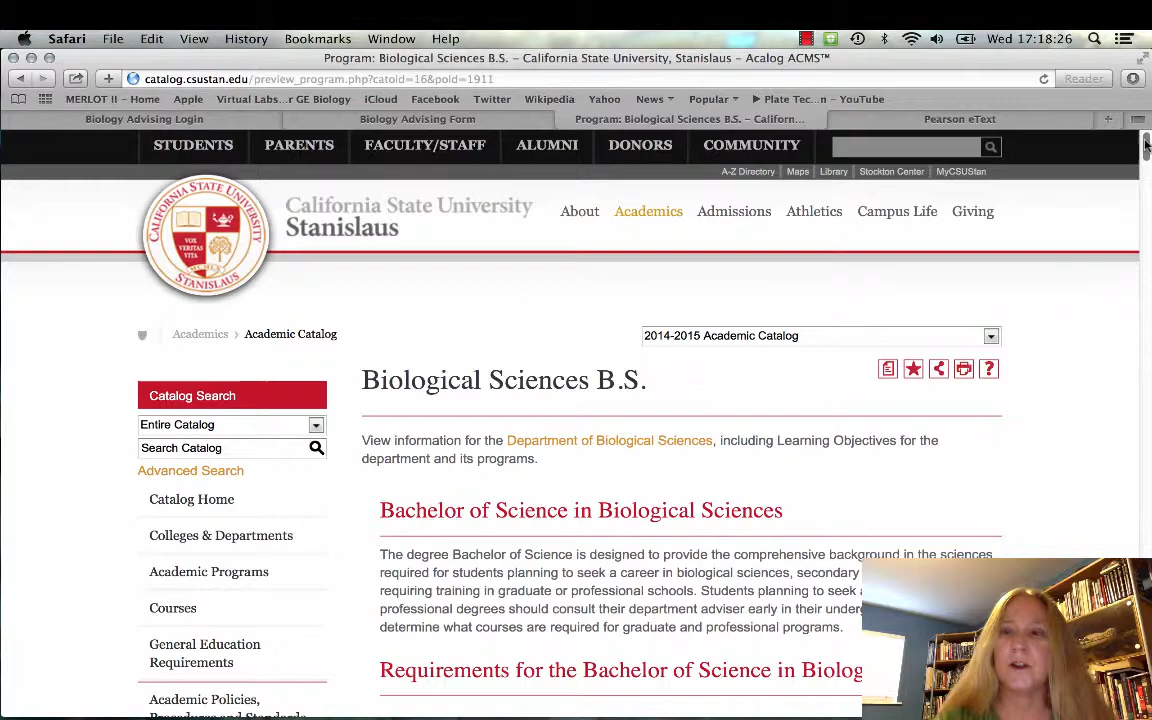 Safari File Edit View History Bookmarks Window Help Wed 17:18:26
Program: Biological Sciences B.S. – California State University, Stanislaus – Acalog ACMS™
catalog.csustan.edu/preview_program.php?catoid=16&poid=1911 Reader
MERLOT II – Home Apple Virtual Labs...r GE Biology iCloud Facebook Twitter Wikipedia Yahoo News Popular Plate Tec...n – YouTube
Biology Advising Login Biology Advising Form Program: Biological Sciences B.S. – Californ... Pearson eText
STUDENTS PARENTS FACULTY/STAFF ALUMNI DONORS COMMUNITY
A-Z Directory Maps Library Stockton Center MyCSUStan
CALIFORNIA STATE UNIVERSITY
VOX VERITAS VITA
STANISLAUS
California State University
Stanislaus
About Academics Admissions Athletics Campus Life Giving
Academics > Academic Catalog
2014-2015 Academic Catalog
Catalog Search
Entire Catalog
Search Catalog
Advanced Search
Catalog Home
Colleges & Departments
Academic Programs
Courses
General Education
Requirements
Academic Policies,
Procedures and Standards
Biological Sciences B.S.
View information for the Department of Biological Sciences, including Learning Objectives for the
department and its programs.
Bachelor of Science in Biological Sciences
The degree Bachelor of Science is designed to provide the comprehensive background in the sciences
required for students planning to seek a career in biological sciences, secondary
requiring training in graduate or professional schools. Students planning to seek a
professional degrees should consult their department adviser early in their under
determine what courses are required for graduate and professional programs.
Requirements for the Bachelor of Science in Biolog